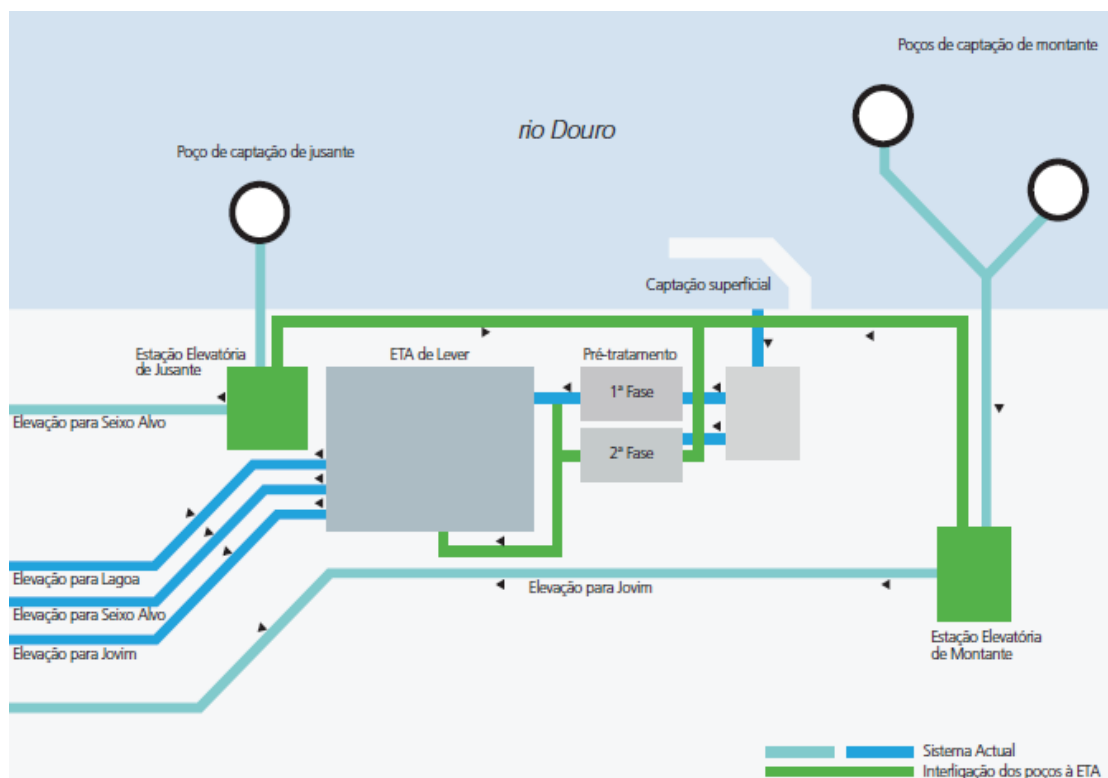 Poços de captação de montante
rio Douro
Poço de captação de jusante
Captação superficial
Estação Elevatória
de Jusante
ETA de Lever
Pré-tratamento
1ª Fase
2ª Fase
Elevação para Seixo Alvo
Elevação para Lagoa
Elevação para Seixo Alvo
Elevação para Jovim
Elevação para Jovim
Estação Elevatória
de Montante
Sistema Actual
Interligação dos poços à ETA